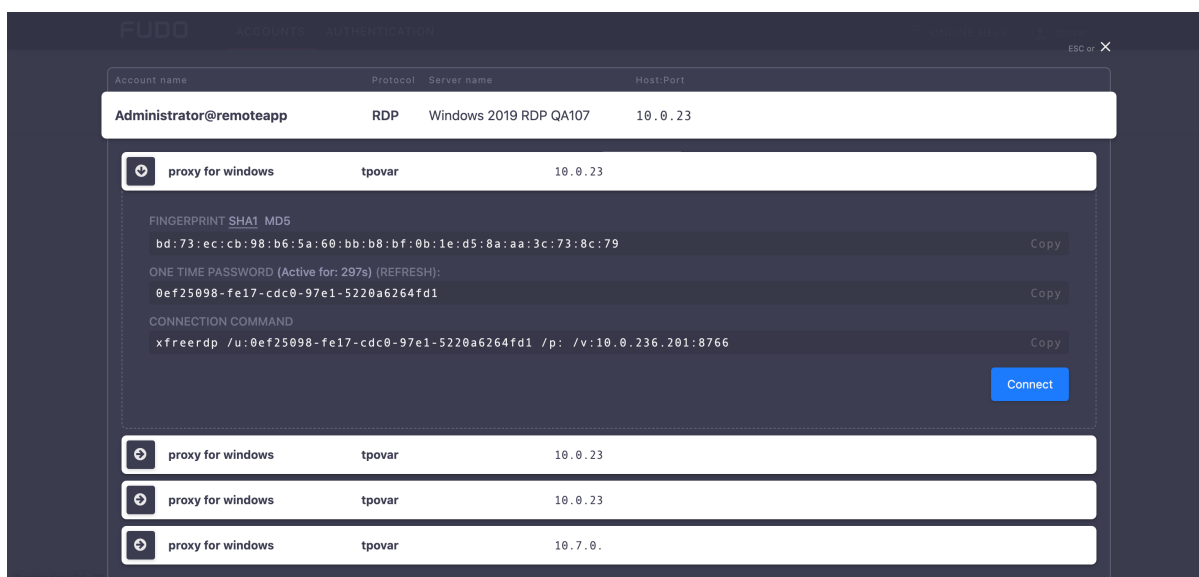 FUDO ACCOUNTS AUTHENTICATION
ESC or X
Account name Protocol Server name Host:Port
Administrator@remoteapp RDP Windows 2019 RDP QA107 10.0.23
proxy for windows tpovar 10.0.23
FINGERPRINT SHA1 MD5
bd:73:ec:cb:98:b6:5a:60:bb:b8:bf:0b:1e:d5:8a:aa:3c:73:8c:79 Copy
ONE TIME PASSWORD (Active for: 297s) (REFRESH):
0ef25098-fe17-cdc0-97e1-5220a6264fd1 Copy
CONNECTION COMMAND
xfreerdp /u:0ef25098-fe17-cdc0-97e1-5220a6264fd1 /p: /v:10.0.236.201:8766 Copy
Connect
proxy for windows tpovar 10.0.23
proxy for windows tpovar 10.0.23
proxy for windows tpovar 10.7.0.